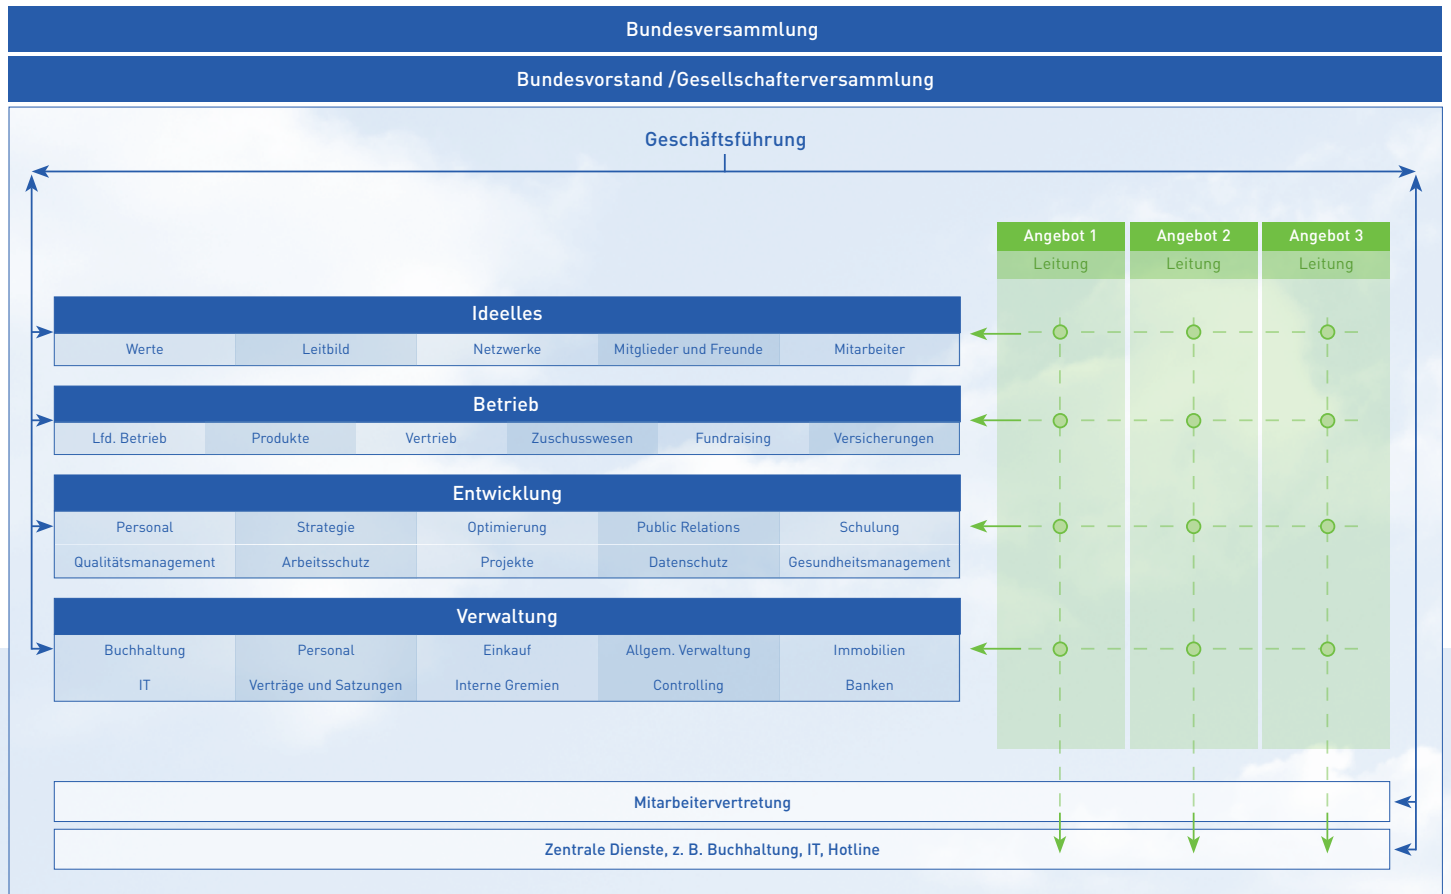 Bundesversammlung
Bundesvorstand /Gesellschafterversammlung
Geschäftsführung
Angebot 1 Angebot 2 Angebot 3
Leitung Leitung Leitung
Ideelles
Werte Leitbild Netzwerke Mitglieder und Freunde Mitarbeiter
Betrieb
Lfd. Betrieb Produkte Vertrieb Zuschusswesen Fundraising Versicherungen
Entwicklung
Personal Strategie Optimierung Public Relations Schulung
Qualitätsmanagement Arbeitsschutz Projekte Datenschutz Gesundheitsmanagement
Verwaltung
Buchhaltung Personal Einkauf Allgem. Verwaltung Immobilien
IT Verträge und Satzungen Interne Gremien Controlling Banken
Mitarbeitervertretung
Zentrale Dienste, z. B. Buchhaltung, IT, Hotline